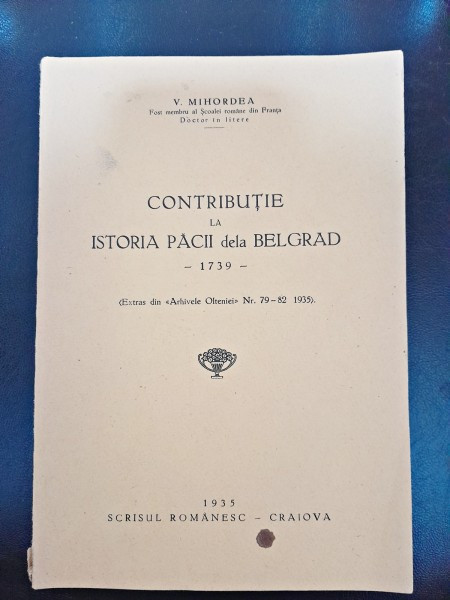 V. MIHORDEA
Fost membru al Școalei române din Franța
Doctor în litere
CONTRIBUȚIE
LA
ISTORIA PĂCII dela BELGRAD
– 1739 –
(Extras din «Arhivele Olteniei» Nr. 79–82 1935).
1935
SCRISUL ROMÂNESC – CRAIOVA